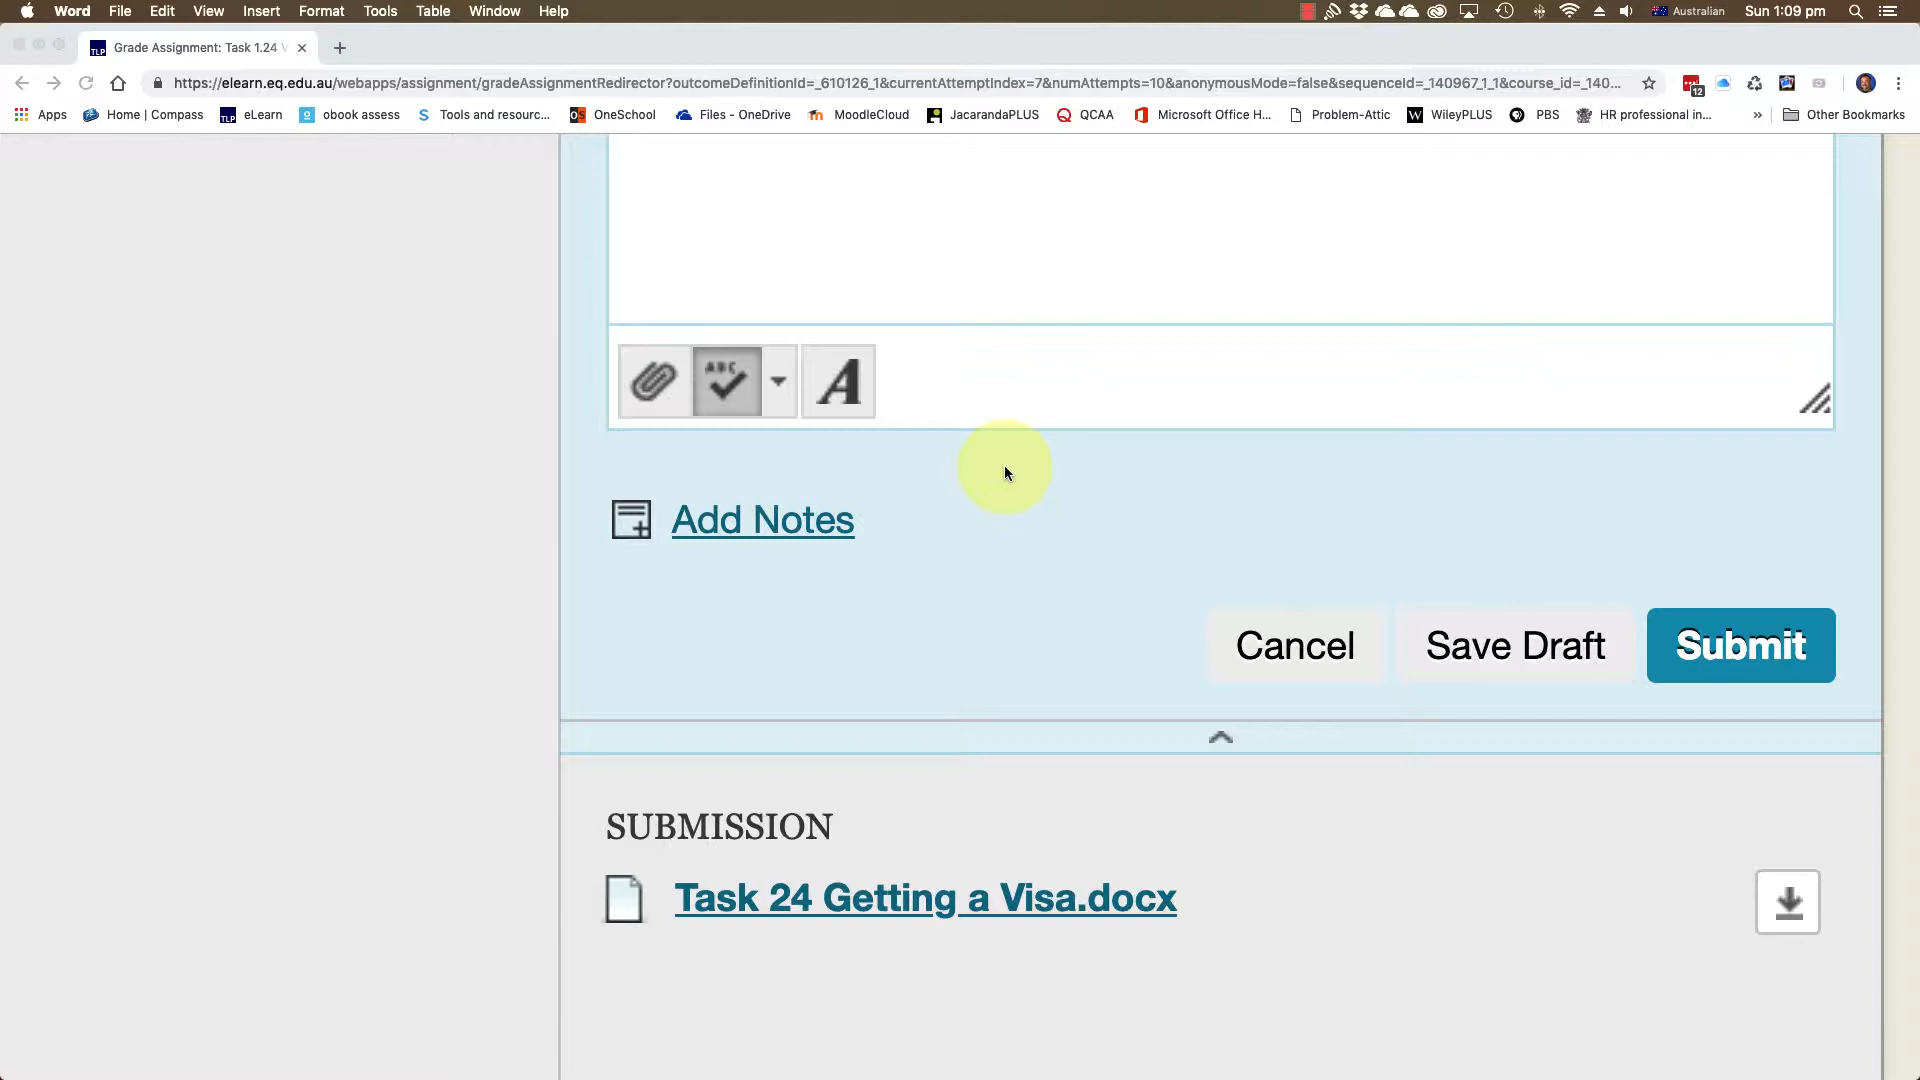 Word File Edit View Insert Format Tools Table Window Help Australian Sun 1:09 pm
TLP Grade Assignment: Task 1.24
https://elearn.eq.edu.au/webapps/assignment/gradeAssignmentRedirector?outcomeDefinitionId=_610126_1&currentAttemptIndex=7&numAttempts=10&anonymousMode=false&sequenceId=_140967_1_1&course_id=_140... 12
Apps Home | Compass TLP eLearn obook assess Tools and resourc... OneSchool Files - OneDrive MoodleCloud JacarandaPLUS QCAA Microsoft Office H... Problem-Attic WileyPLUS PBS HR professional in... » Other Bookmarks
ABC A
Add Notes
Cancel Save Draft Submit
SUBMISSION
Task 24 Getting a Visa.docx